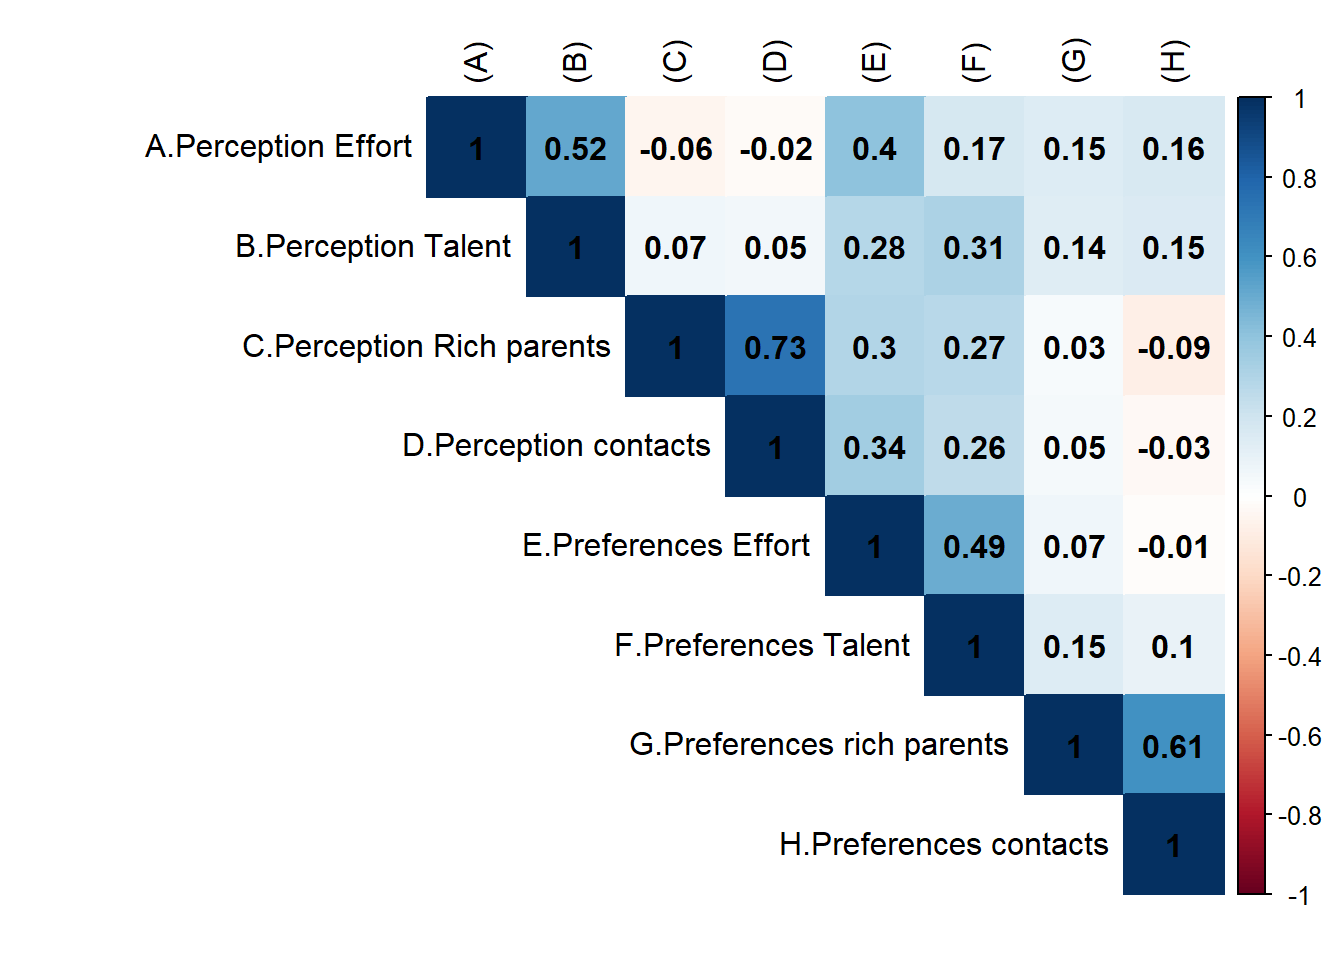 (A) (B) (C) (D) (E) (F) (G) (H)
A.Perception Effort 1 0.52 -0.06 -0.02 0.4 0.17 0.15 0.16
B.Perception Talent 1 0.07 0.05 0.28 0.31 0.14 0.15
C.Perception Rich parents 1 0.73 0.3 0.27 0.03 -0.09
D.Perception contacts 1 0.34 0.26 0.05 -0.03
E.Preferences Effort 1 0.49 0.07 -0.01
F.Preferences Talent 1 0.15 0.1
G.Preferences rich parents 1 0.61
H.Preferences contacts 1
1
0.8
0.6
0.4
0.2
0
-0.2
-0.4
-0.6
-0.8
-1